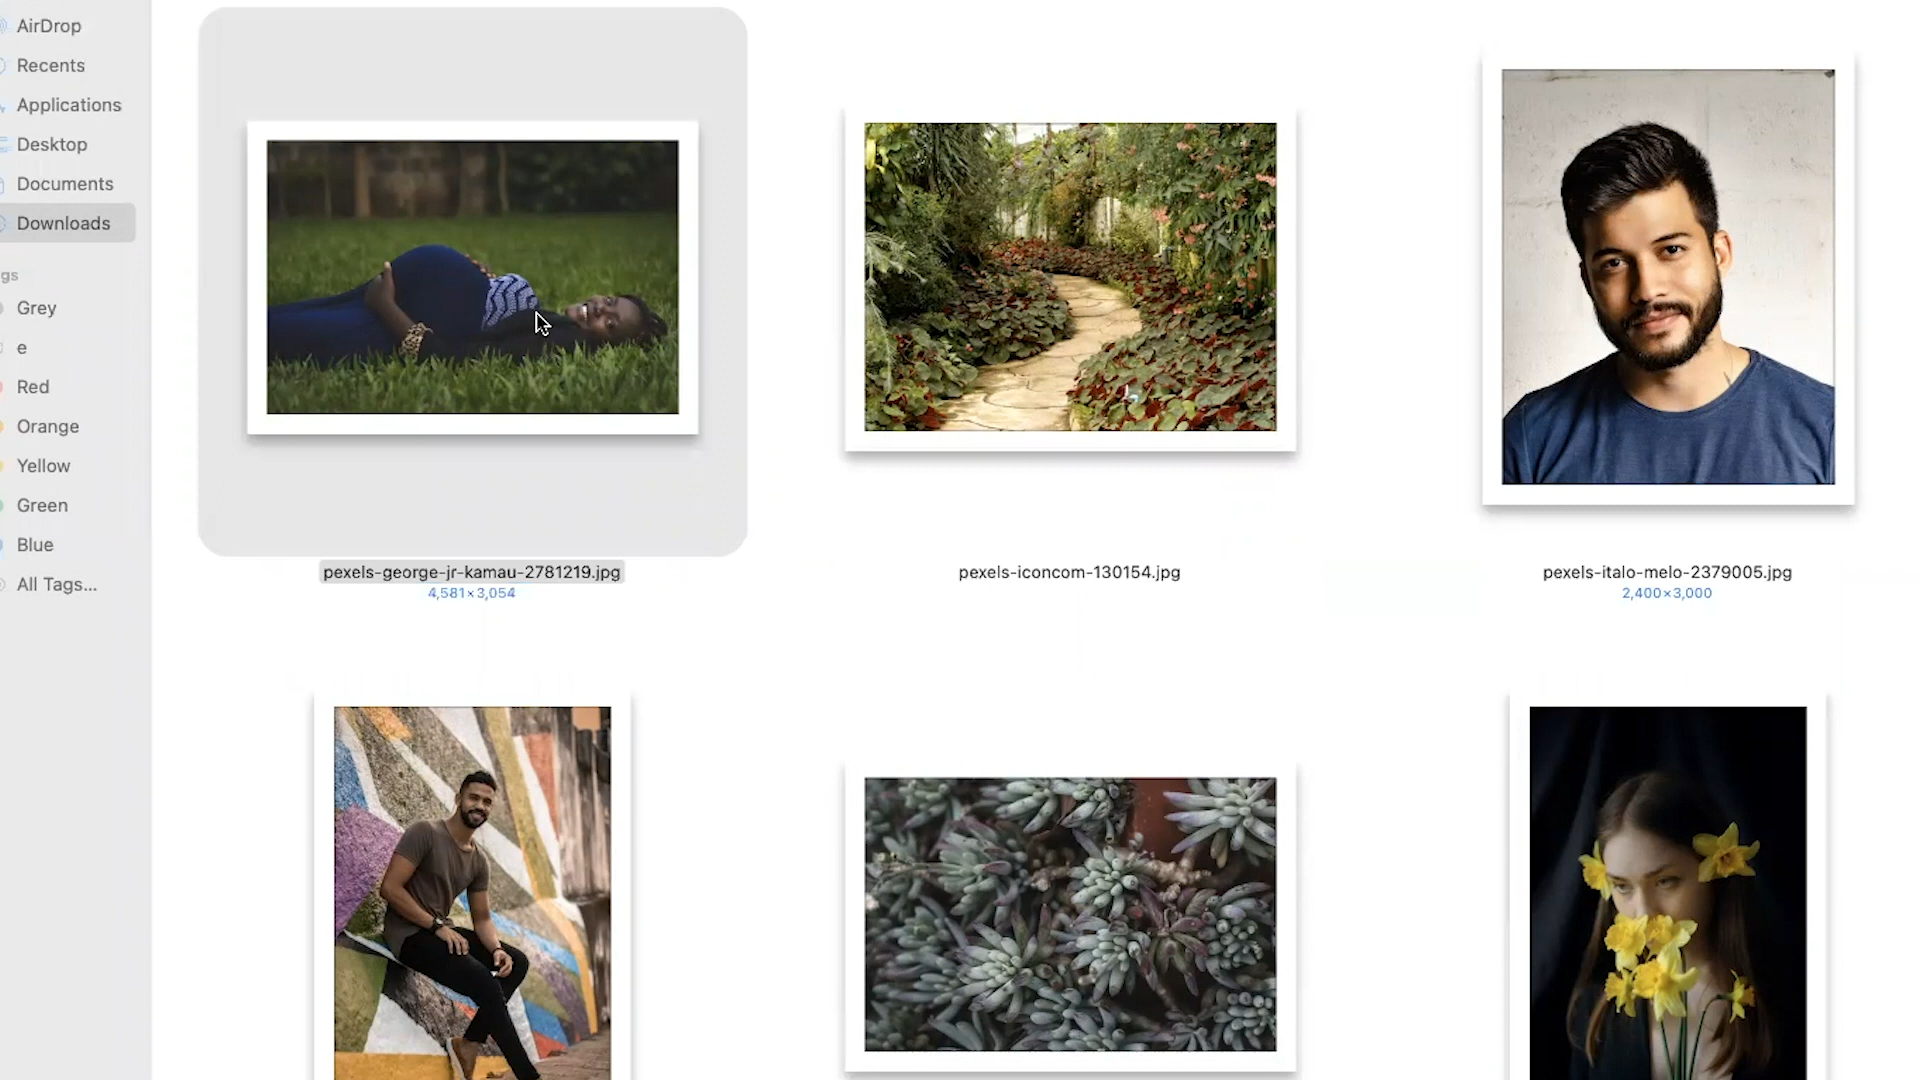 AirDrop
Recents
Applications
Desktop
Documents
Downloads
gs
Grey
e
Red
Orange
Yellow
Green
Blue
All Tags...
pexels-george-jr-kamau-2781219.jpg
4,581×3,054
pexels-iconcom-130154.jpg
pexels-italo-melo-2379005.jpg
2,400×3,000